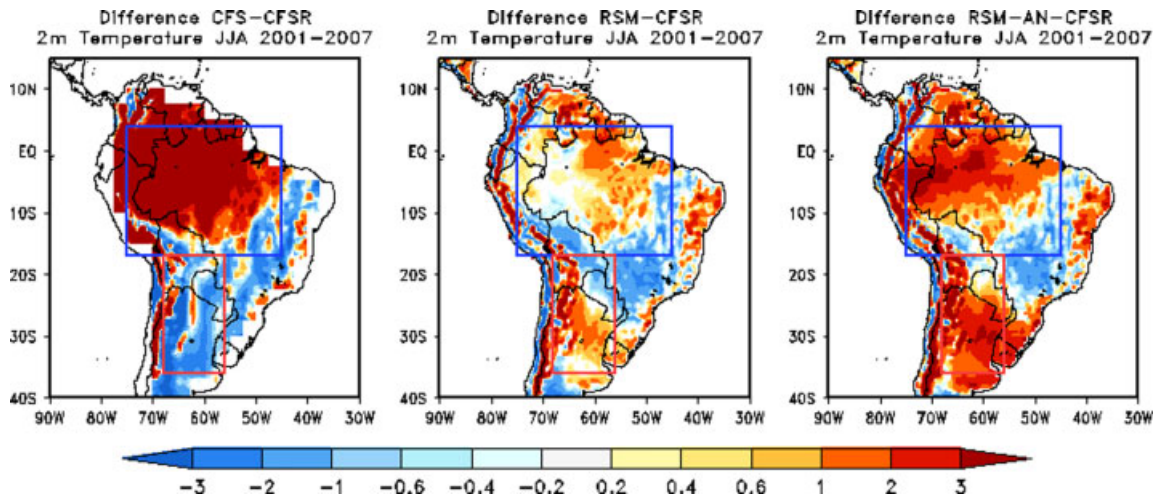 Difference CFS-CFSR
2m Temperature JJA 2001-2007
Difference RSM-CFSR
2m Temperature JJA 2001-2007
Difference RSM-AN-CFSR
2m Temperature JJA 2001-2007
10N
EQ
10S
20S
30S
40S
90W 80W 70W 60W 50W 40W 30W
10N
EQ
10S
20S
30S
40S
90W 80W 70W 60W 50W 40W 30W
10N
EQ
10S
20S
30S
40S
90W 80W 70W 60W 50W 40W 30W
-3 -2 -1 -0.6 -0.4 -0.2 0.2 0.4 0.6 1 2 3